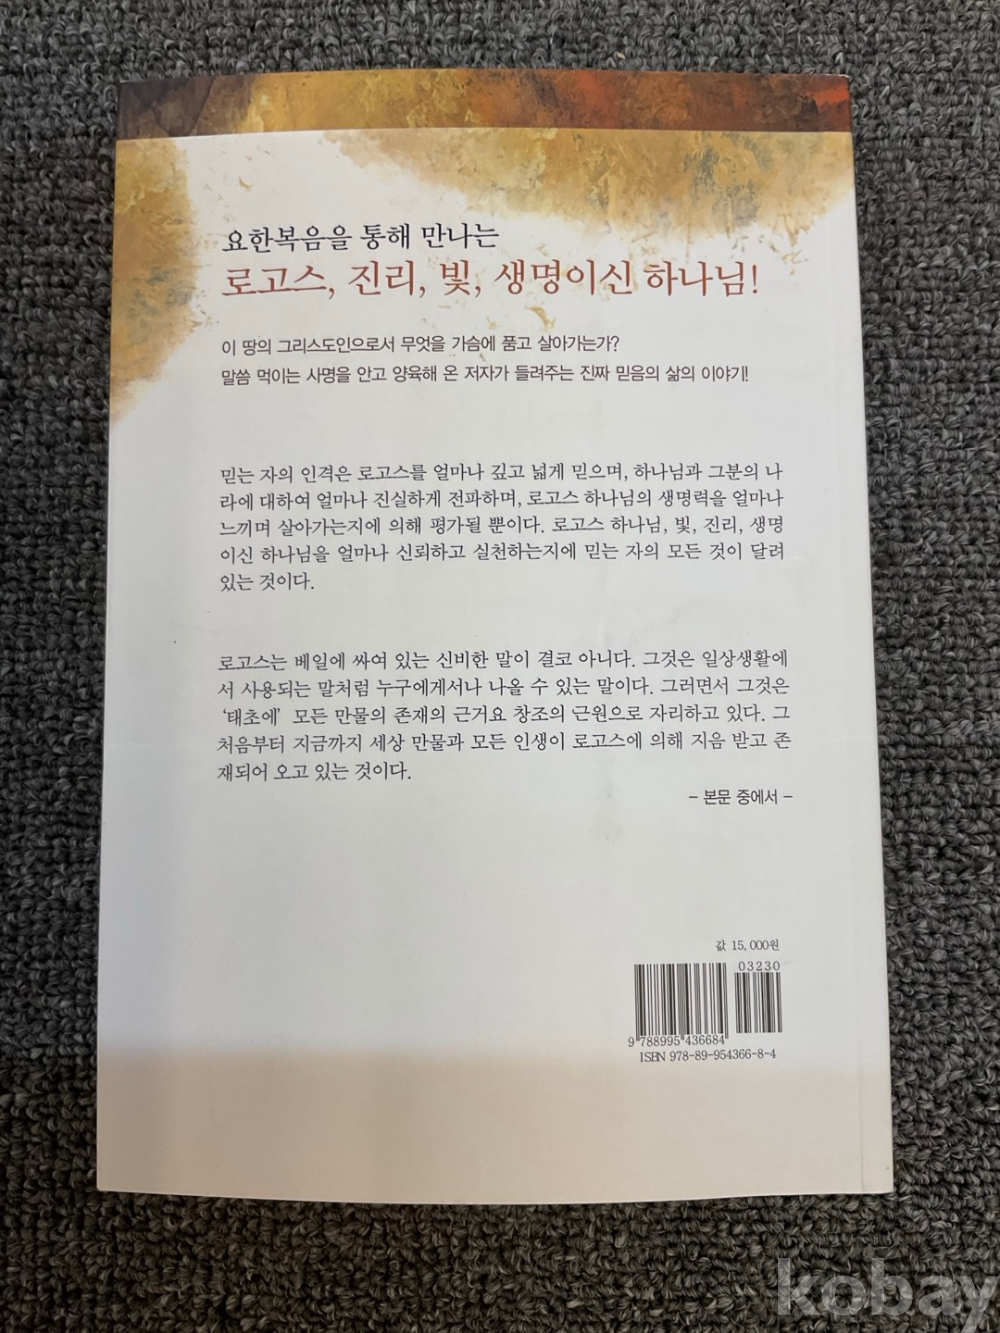 요한복음을 통해 만나는
로고스, 진리, 빛, 생명이신 하나님!
이 땅의 그리스도인으로서 무엇을 가슴에 품고 살아가는가?
말씀 먹이는 사명을 안고 양육해 온 저자가 들려주는 진짜 믿음의 삶의 이야기!
믿는 자의 인격은 로고스를 얼마나 깊고 넓게 믿으며, 하나님과 그분의 나
라에 대하여 얼마나 진실하게 전파하며, 로고스 하나님의 생명력을 얼마나
느끼며 살아가는지에 의해 평가될 뿐이다. 로고스 하나님, 빛, 진리, 생명
이신 하나님을 얼마나 신뢰하고 실천하는지에 믿는 자의 모든 것이 달려
있는 것이다.
로고스는 베일에 싸여 있는 신비한 말이 결코 아니다. 그것은 일상생활에
서 사용되는 말처럼 누구에게서나 나올 수 있는 말이다. 그러면서 그것은
‘태초에’ 모든 만물의 존재의 근거요 창조의 근원으로 자리하고 있다. 그
처음부터 지금까지 세상 만물과 모든 인생이 로고스에 의해 지음 받고 존
재되어 오고 있는 것이다.
– 본문 중에서 –
값 15,000원
03230
9 788995 436684
ISBN 978-89-954366-8-4
kobay